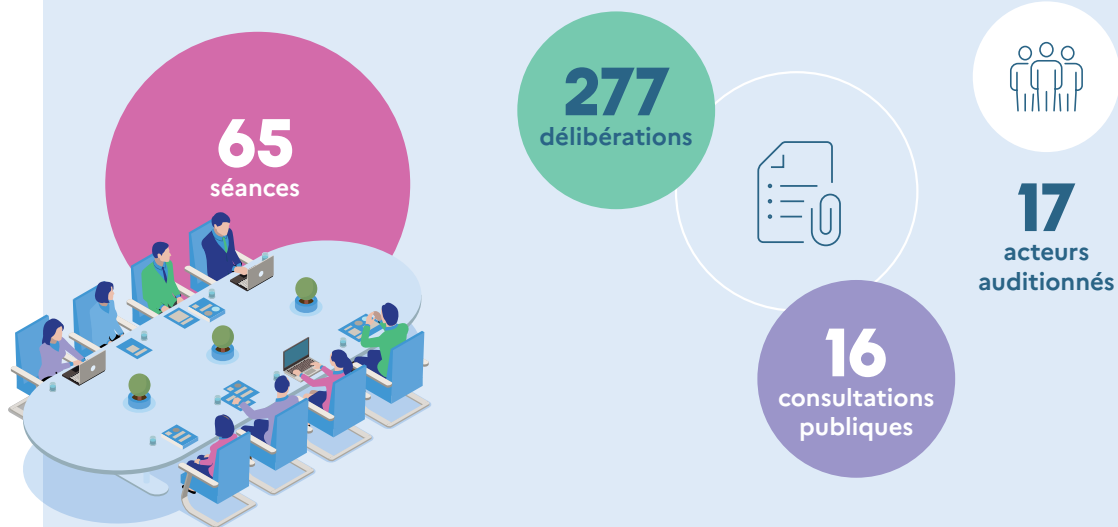 65
séances
277
délibérations
16
consultations
publiques
17
acteurs
auditionnés